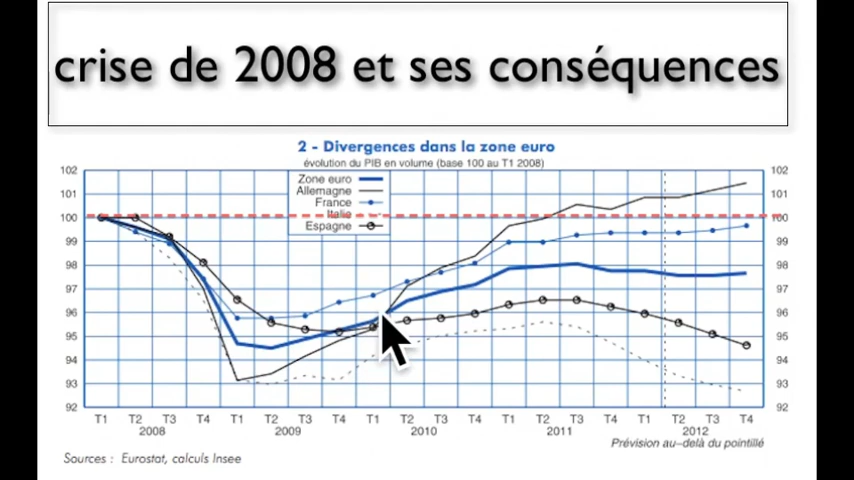 crise de 2008 et ses conséquences
2 - Divergences dans la zone euro
évolution du PIB en volume (base 100 au T1 2008)
102 102
101 101
100 100
99 99
98 98
97 97
96 96
95 95
94 94
93 93
92 92
Zone euro
Allemagne
France
Italie
Espagne
T1 T2 T3 T4 T1 T2 T3 T4 T1 T2 T3 T4 T1 T2 T3 T4 T1 T2 T3 T4
2008 2009 2010 2011 2012
Prévision au-delà du pointillé
Sources : Eurostat, calculs Insee